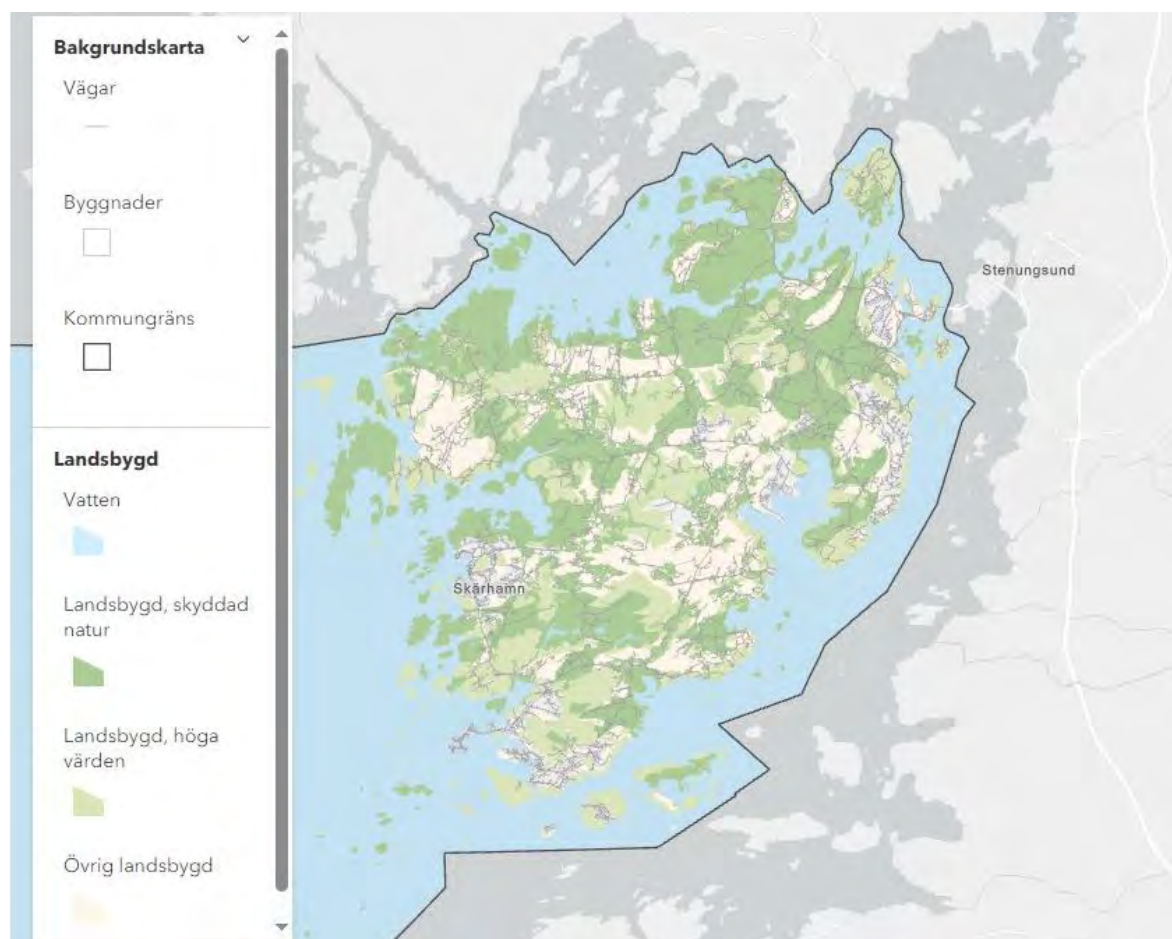 Bakgrundskarta
Vägar
Byggnader
Kommungräns
Landsbygd
Vatten
Landsbygd, skyddad
natur
Landsbygd, höga
värden
Övrig landsbygd
Stenungsund
Skärhamn